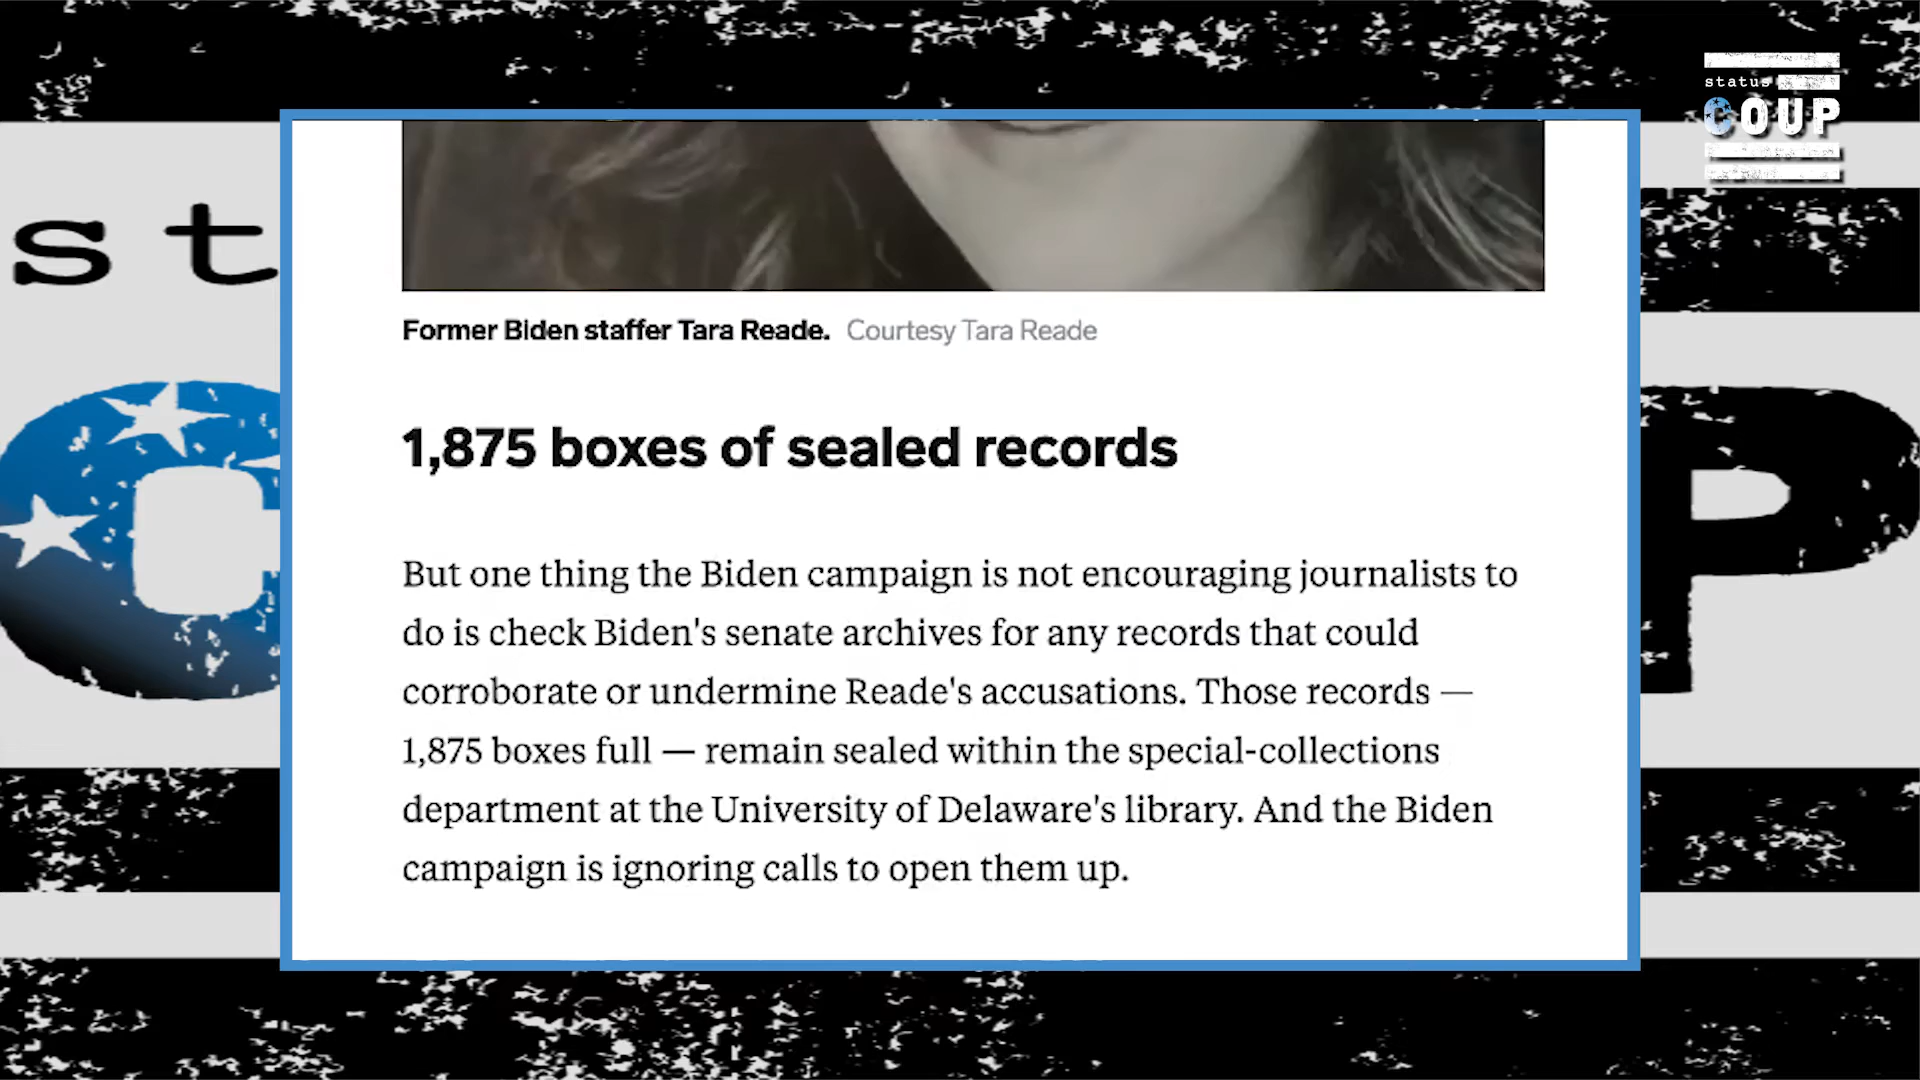 status
COUP
st
C
P
Former Biden staffer Tara Reade. Courtesy Tara Reade
1,875 boxes of sealed records
But one thing the Biden campaign is not encouraging journalists to
do is check Biden's senate archives for any records that could
corroborate or undermine Reade's accusations. Those records —
1,875 boxes full — remain sealed within the special-collections
department at the University of Delaware's library. And the Biden
campaign is ignoring calls to open them up.